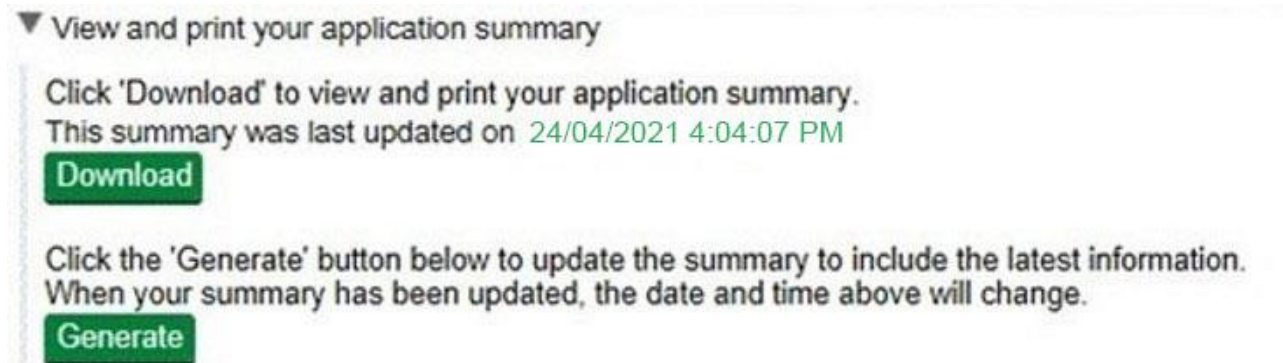 View and print your application summary
Click 'Download' to view and print your application summary.
This summary was last updated on 24/04/2021 4:04:07 PM
Download
Click the 'Generate' button below to update the summary to include the latest information.
When your summary has been updated, the date and time above will change.
Generate